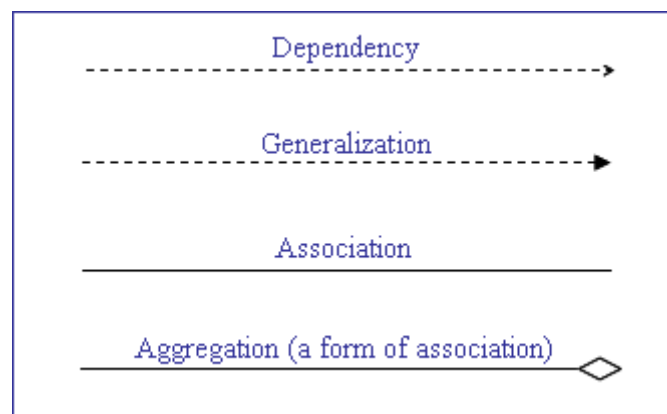 Dependency
Generalization
Association
Aggregation (a form of association)